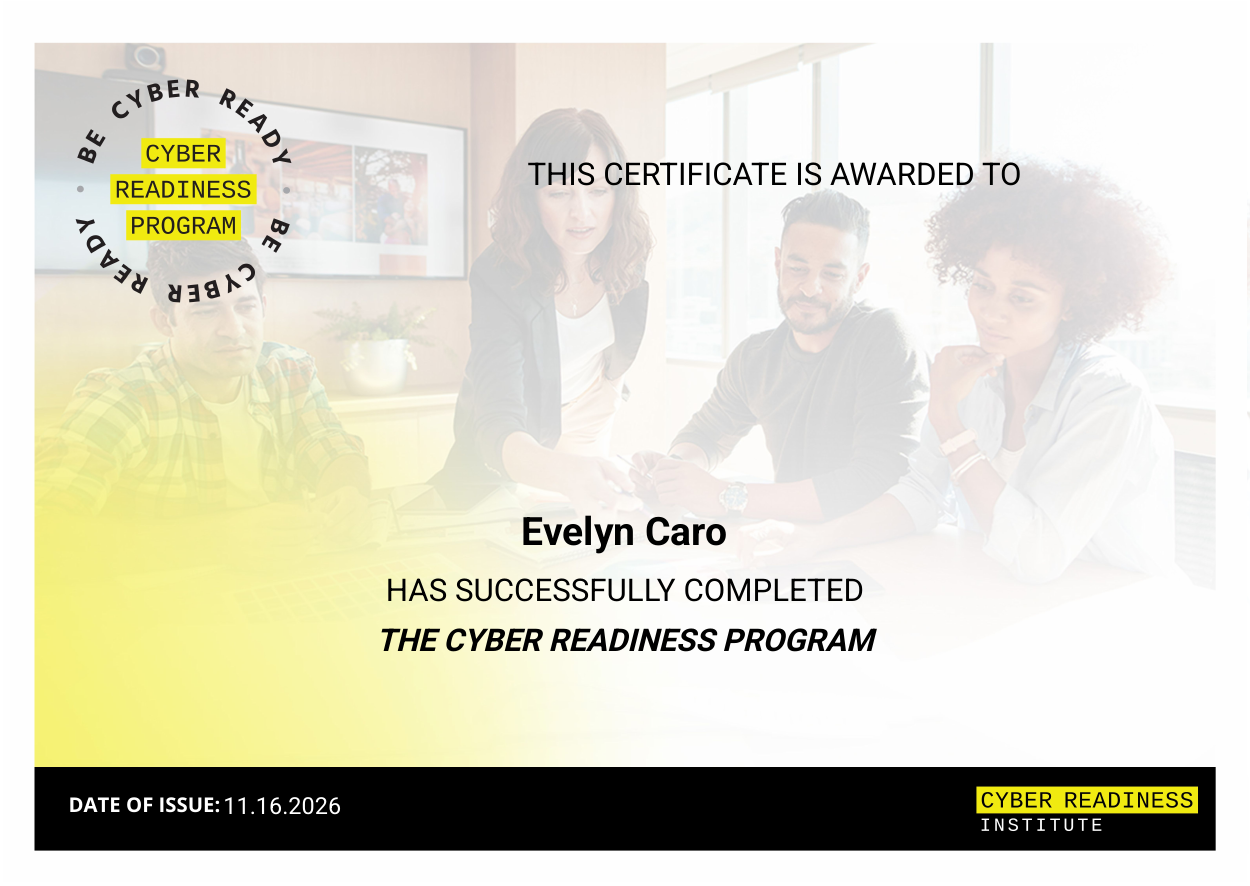 BE CYBER READY
CYBER
READINESS
PROGRAM
BE CYBER READY
THIS CERTIFICATE IS AWARDED TO
Evelyn Caro
HAS SUCCESSFULLY COMPLETED
THE CYBER READINESS PROGRAM
DATE OF ISSUE: 11.16.2026
CYBER READINESS
INSTITUTE